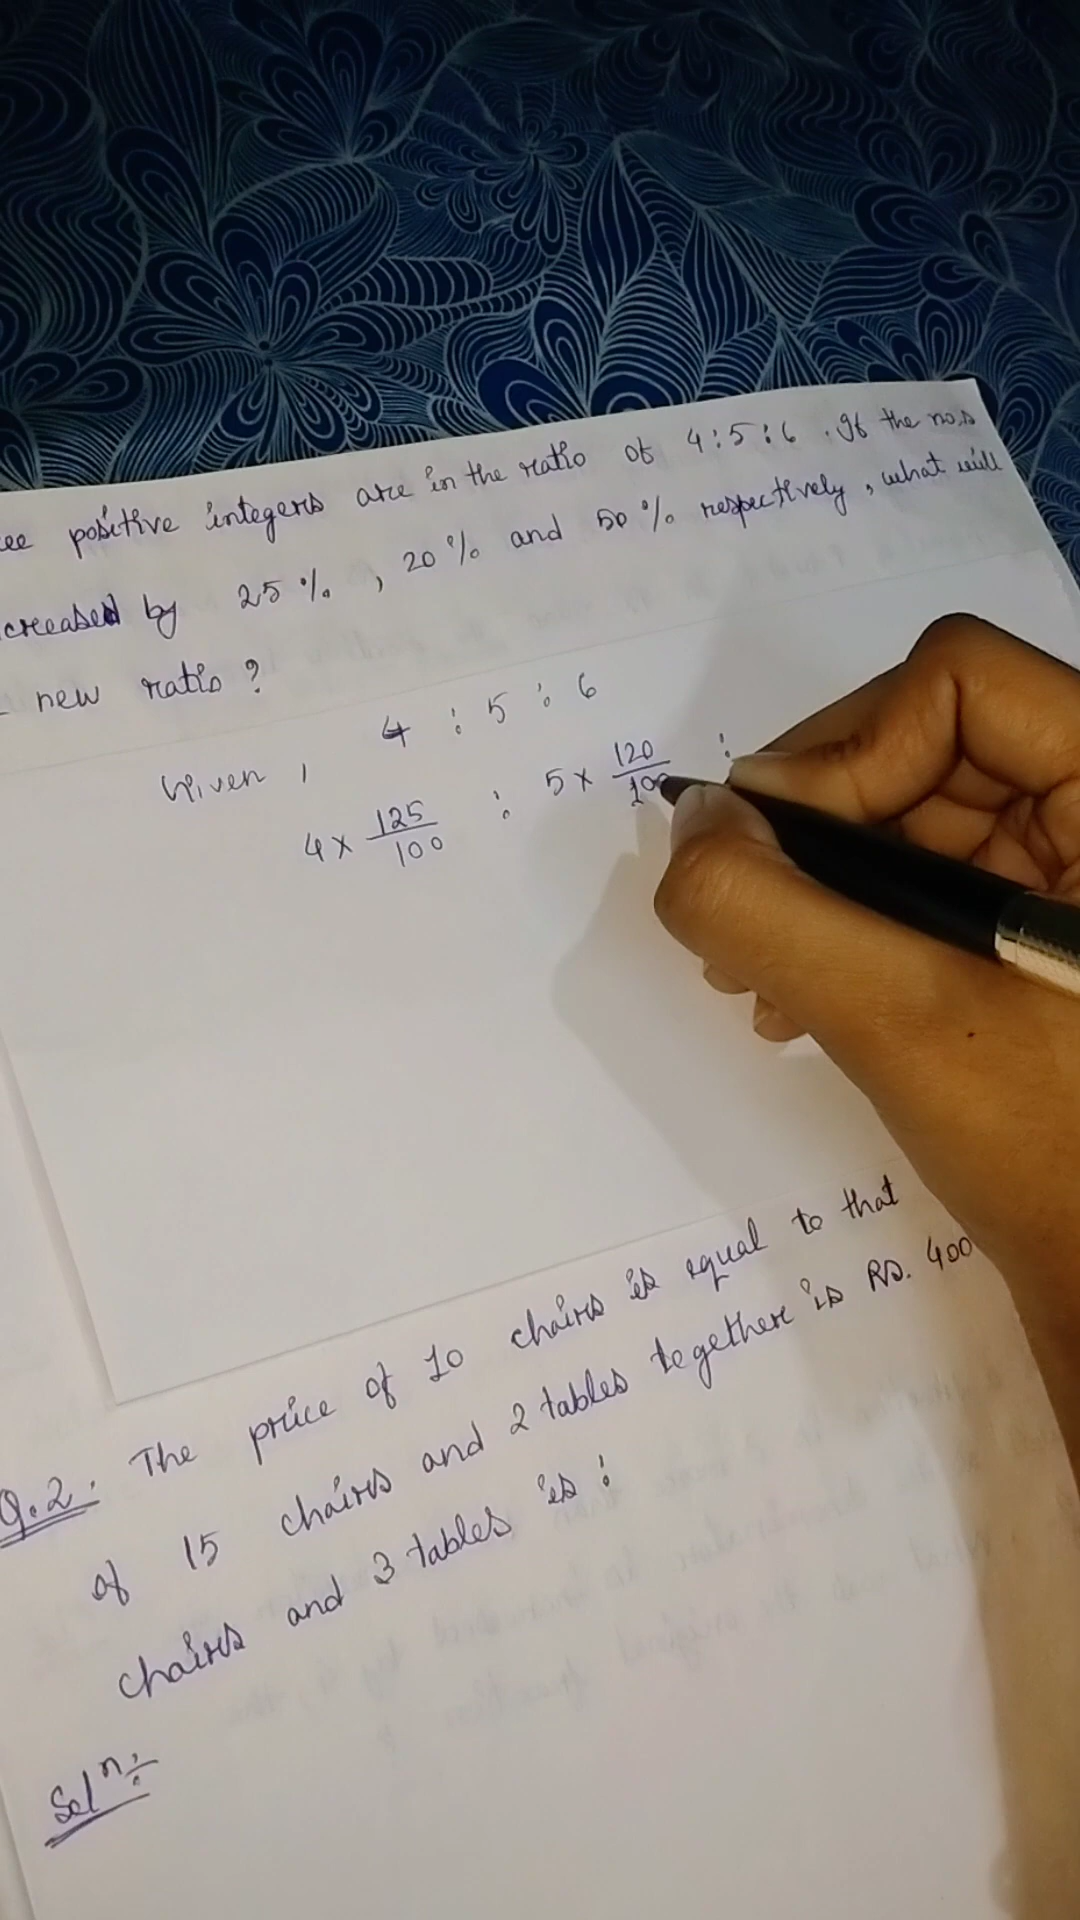 positive integers are in the ratio of 4:5:6. If the no.s
creased by 25%, 20% and 50% respectively, what will
new ratio?
Given, 4 : 5 : 6
4 × 125/100 : 5 × 120/100 :
Q.2. The price of 10 chairs is equal to that
of 15 chairs and 2 tables together is Rs. 400
chairs and 3 tables is :
Solⁿ:-